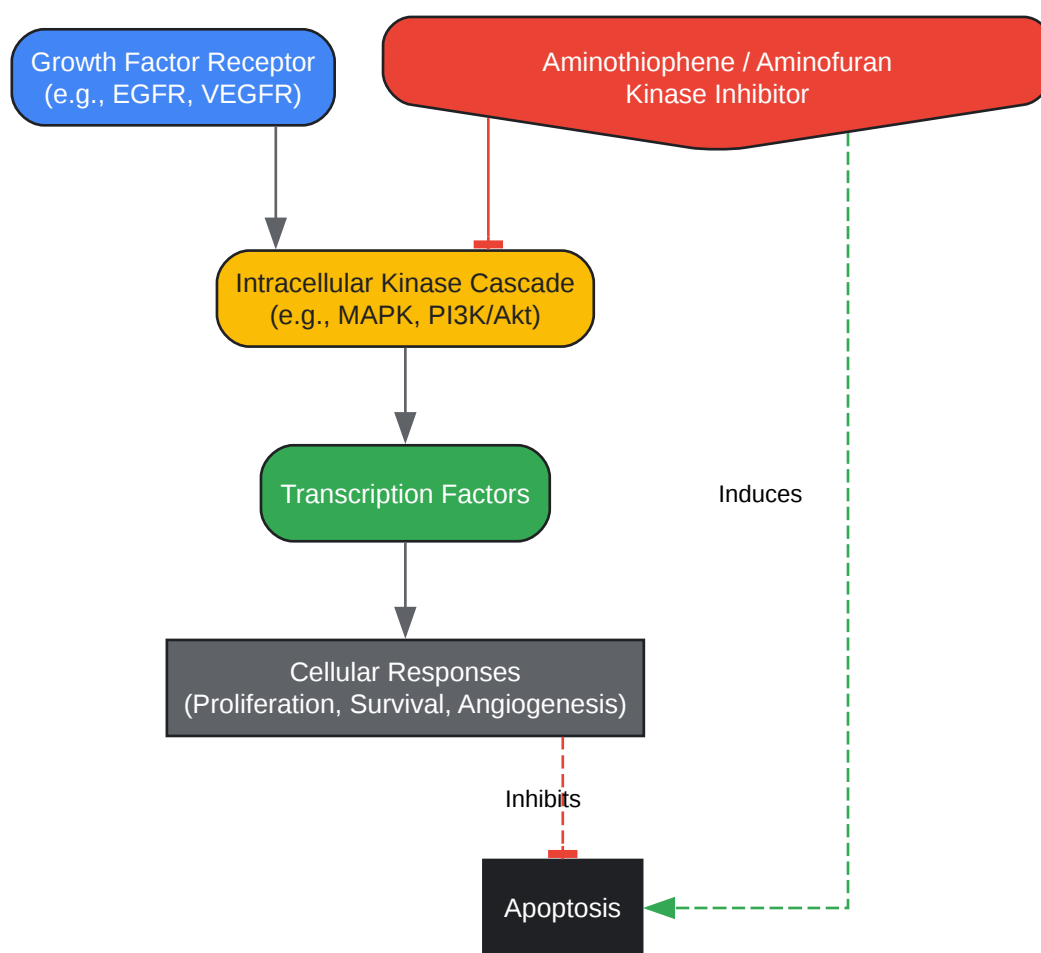 Growth Factor Receptor
(e.g., EGFR, VEGFR)
Aminothiophene / Aminofuran
Kinase Inhibitor
Intracellular Kinase Cascade
(e.g., MAPK, PI3K/Akt)
Transcription Factors
Induces
Cellular Responses
(Proliferation, Survival, Angiogenesis)
Inhibits
Apoptosis